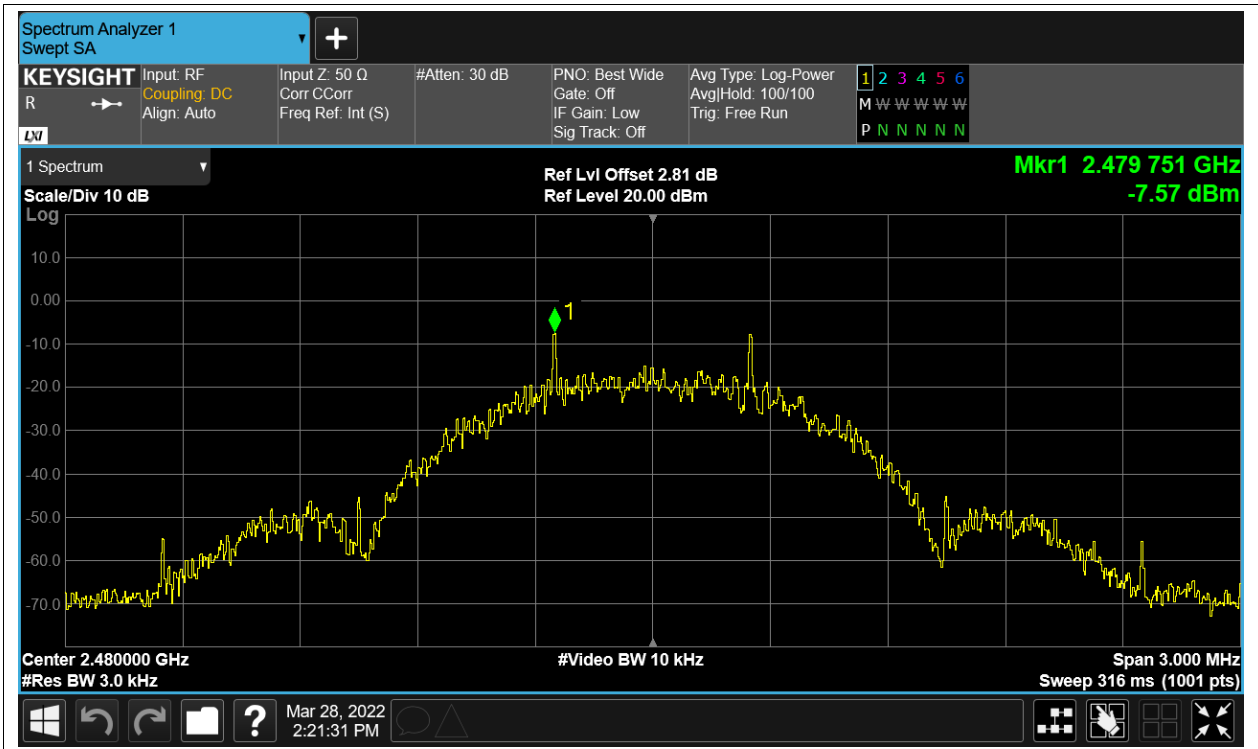 Spectrum Analyzer 1
Swept SA
KEYSIGHT
R
LXI
Input: RF
Coupling: DC
Align: Auto
Input Z: 50 Ω
Corr CCorr
Freq Ref: Int (S)
#Atten: 30 dB
PNO: Best Wide
Gate: Off
IF Gain: Low
Sig Track: Off
Avg Type: Log-Power
Avg|Hold: 100/100
Trig: Free Run
1 2 3 4 5 6
M W W W W W W
P N N N N N N
1 Spectrum
Scale/Div 10 dB
Log
Ref Lvl Offset 2.81 dB
Ref Level 20.00 dBm
Mkr1 2.479 751 GHz
-7.57 dBm
10.0
0.00
1
-10.0
-20.0
-30.0
-40.0
-50.0
-60.0
-70.0
Center 2.480000 GHz
#Res BW 3.0 kHz
#Video BW 10 kHz
Span 3.000 MHz
Sweep 316 ms (1001 pts)
?
Mar 28, 2022
2:21:31 PM